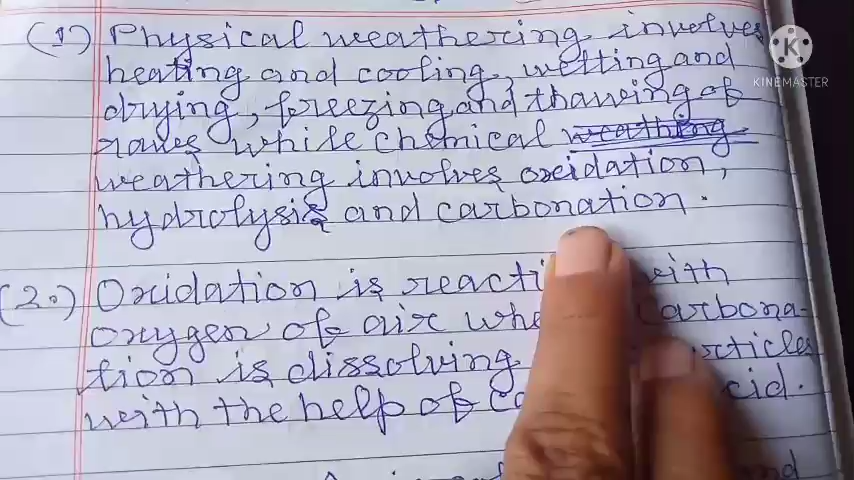 (1) Physical weathering involves
heating and cooling, wetting and
drying, freezing and thawing of
while chemical
weathering involves oxidation,
hydrolysis and carbonation.
(2.) Oxidation is reacti with
oxygen of air whe carbona-
tion is dissolving rticles
with the help of ca cid.
and
KINEMASTER